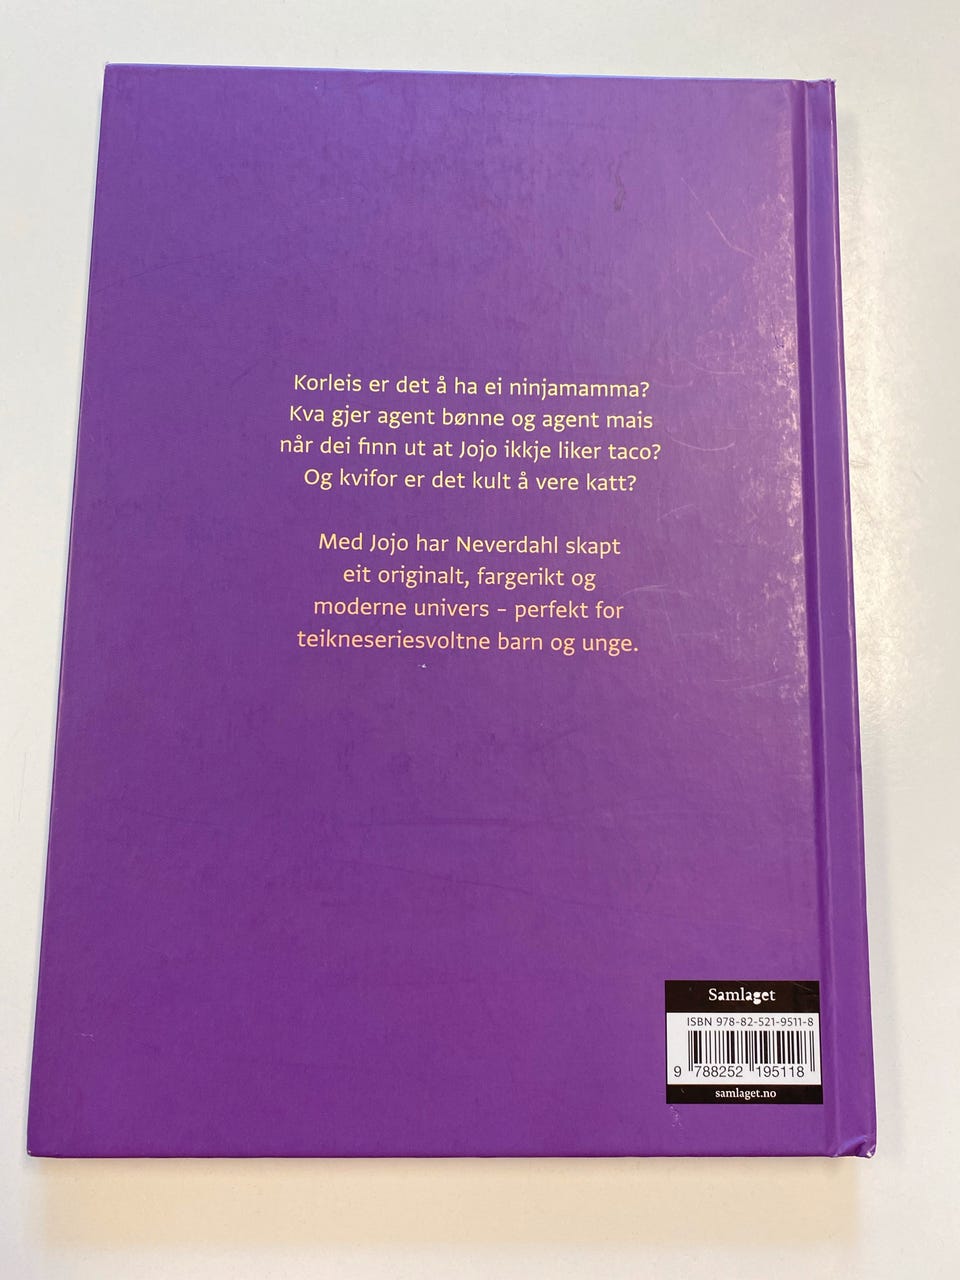 Korleis er det å ha ei ninjamamma?
Kva gjer agent bønne og agent mais
når dei finn ut at Jojo ikkje liker taco?
Og kvifor er det kult å vere katt?
Med Jojo har Neverdahl skapt
eit originalt, fargerikt og
moderne univers – perfekt for
teikneseriesvoltne barn og unge.
Samlaget
ISBN 978-82-521-9511-8
9 788252 195118
samlaget.no